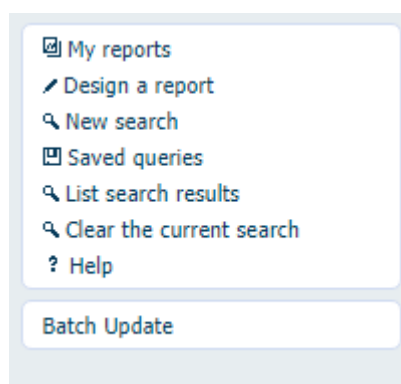 My reports
Design a report
New search
Saved queries
List search results
Clear the current search
? Help
Batch Update